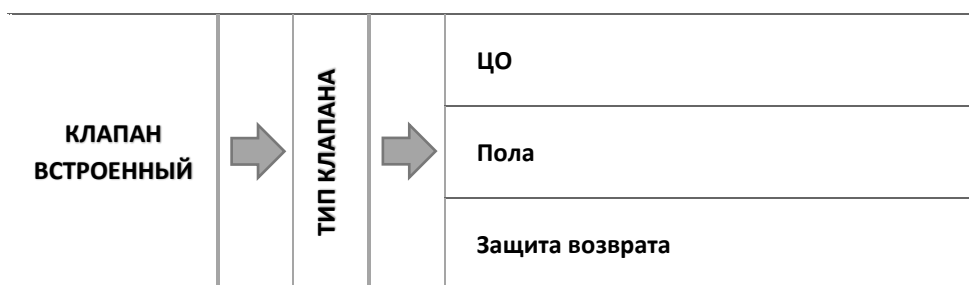 КЛАПАН
ВСТРОЕННЫЙ
ТИП КЛАПАНА
ЦО
Пола
Защита возврата